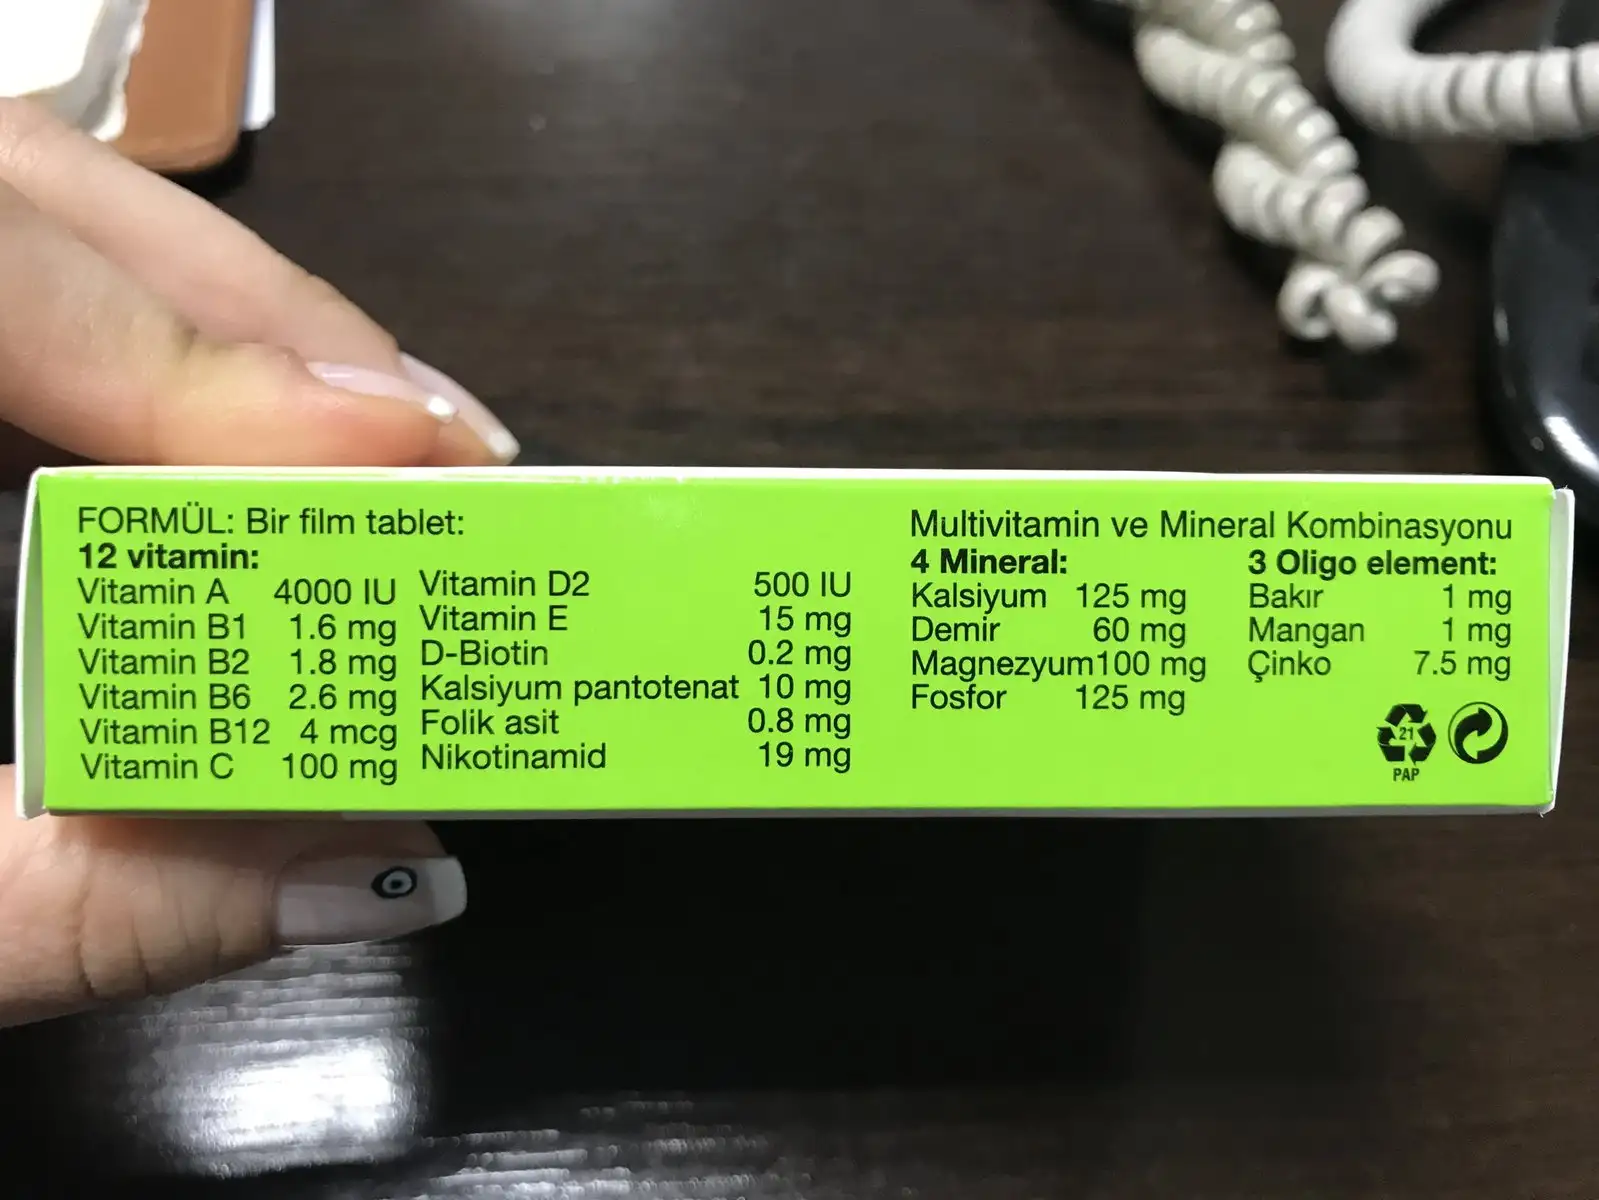 FORMÜL: Bir film tablet:
12 vitamin:
Vitamin A 4000 IU
Vitamin B1 1.6 mg
Vitamin B2 1.8 mg
Vitamin B6 2.6 mg
Vitamin B12 4 mcg
Vitamin C 100 mg
Vitamin D2 500 IU
Vitamin E 15 mg
D-Biotin 0.2 mg
Kalsiyum pantotenat 10 mg
Folik asit 0.8 mg
Nikotinamid 19 mg
Multivitamin ve Mineral Kombinasyonu
4 Mineral:
Kalsiyum 125 mg
Demir 60 mg
Magnezyum100 mg
Fosfor 125 mg
3 Oligo element:
Bakır 1 mg
Mangan 1 mg
Çinko 7.5 mg
21
PAP